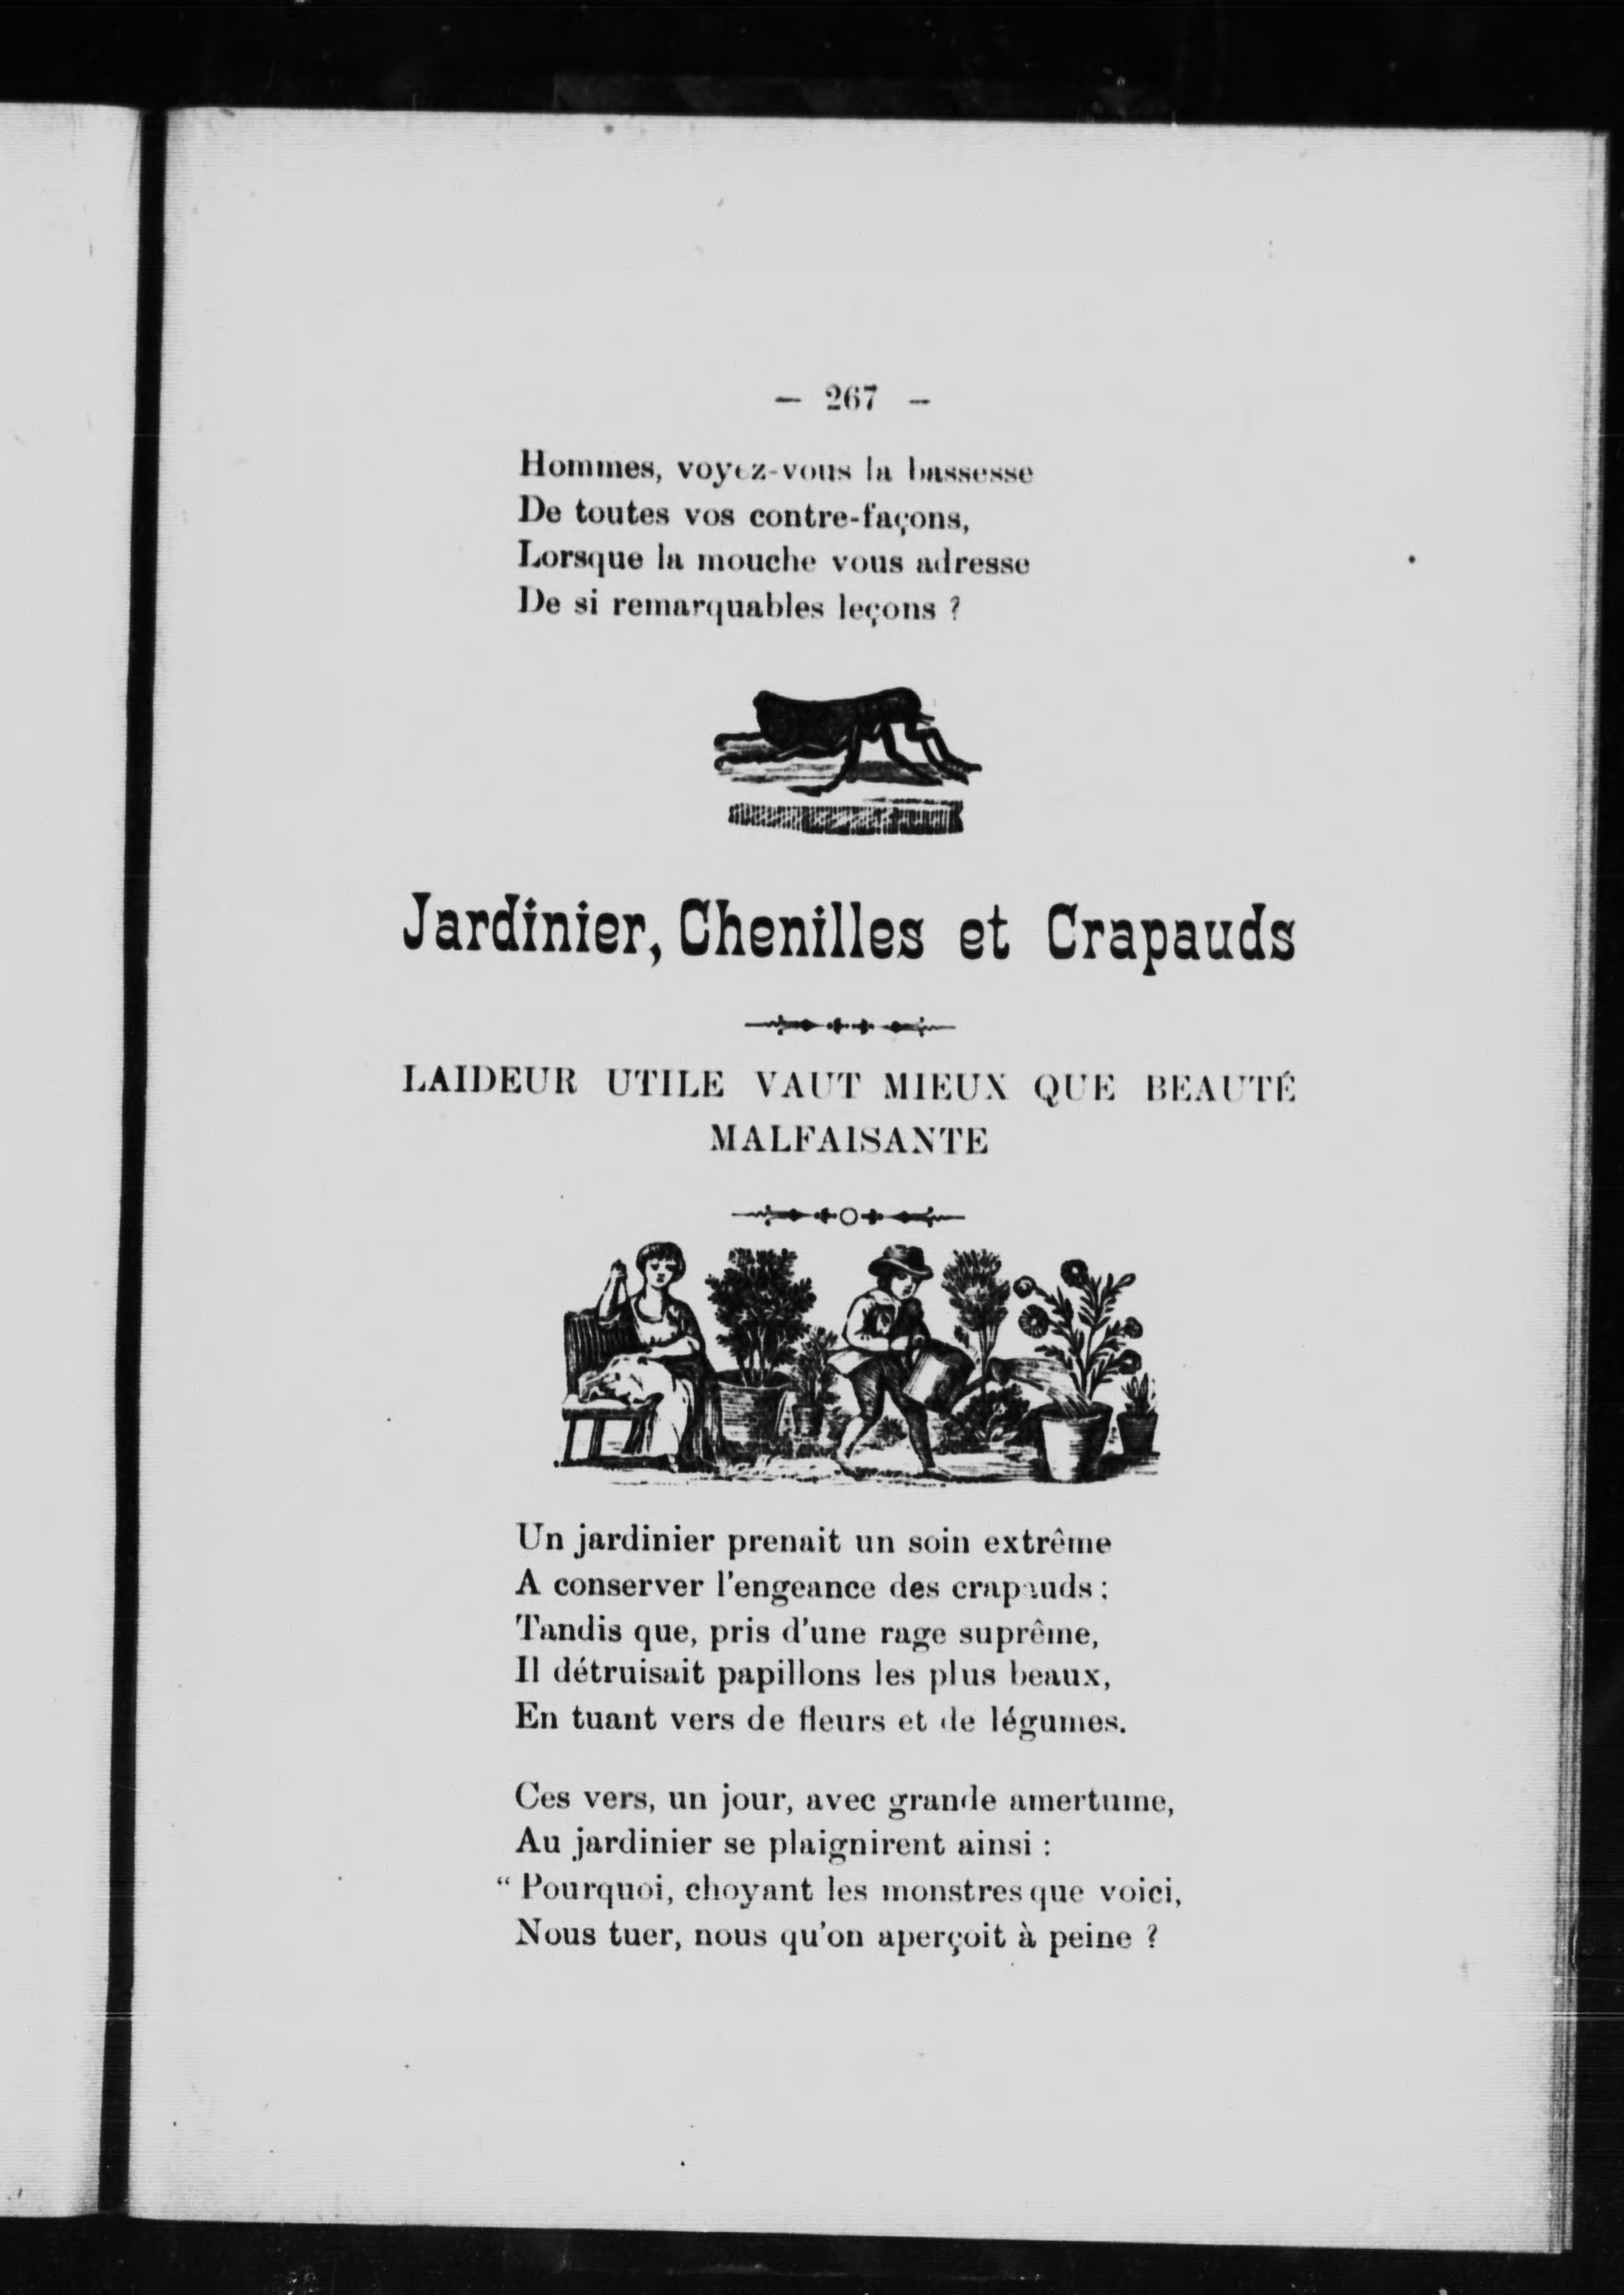 — 267 —
Hommes, voyez-vous la bassesse
De toutes vos contre-façons,
Lorsque la mouche vous adresse
De si remarquables leçons ?
Jardinier, Chenilles et Crapauds
LAIDEUR UTILE VAUT MIEUX QUE BEAUTÉ
MALFAISANTE
Un jardinier prenait un soin extrême
A conserver l'engeance des crapauds ;
Tandis que, pris d'une rage suprême,
Il détruisait papillons les plus beaux,
En tuant vers de fleurs et de légumes.
Ces vers, un jour, avec grande amertume,
Au jardinier se plaignirent ainsi :
“ Pourquoi, choyant les monstres que voici,
Nous tuer, nous qu'on aperçoit à peine ?